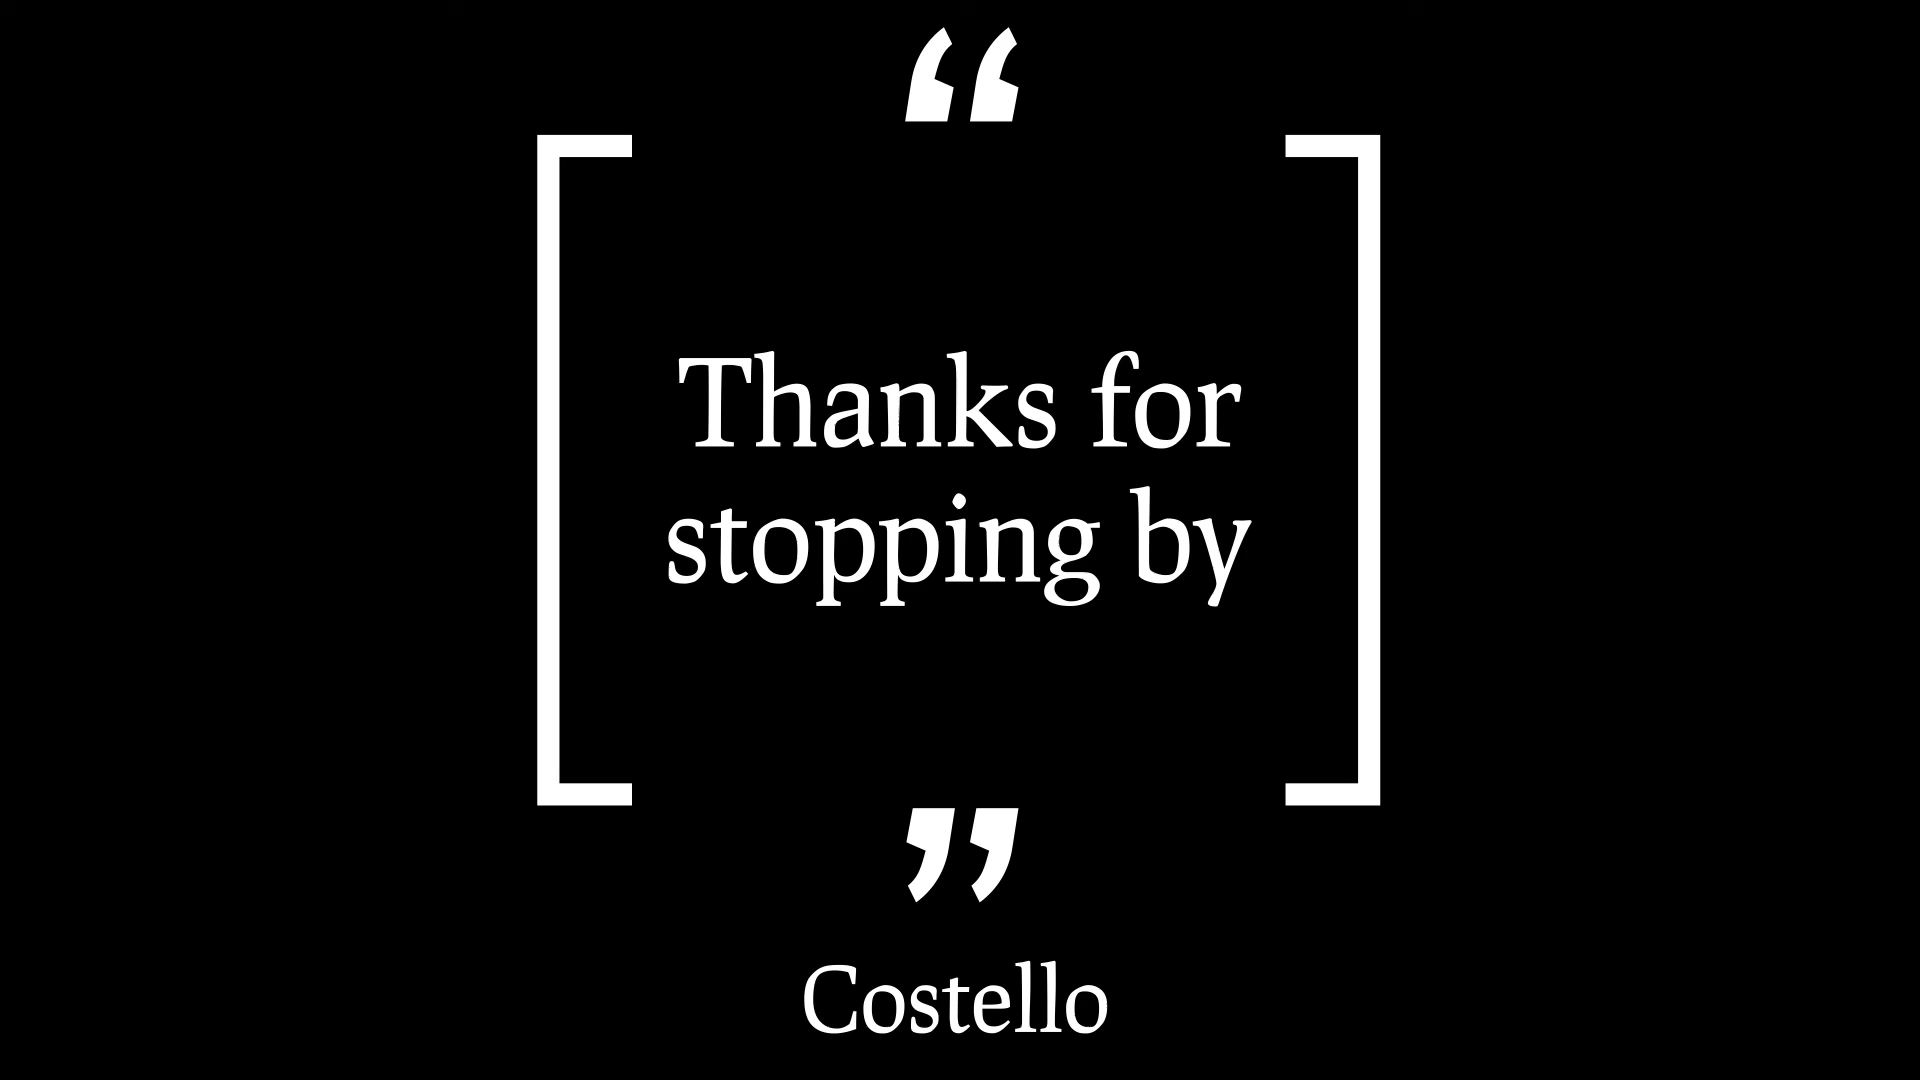 “
Thanks for
stopping by
”
Costello